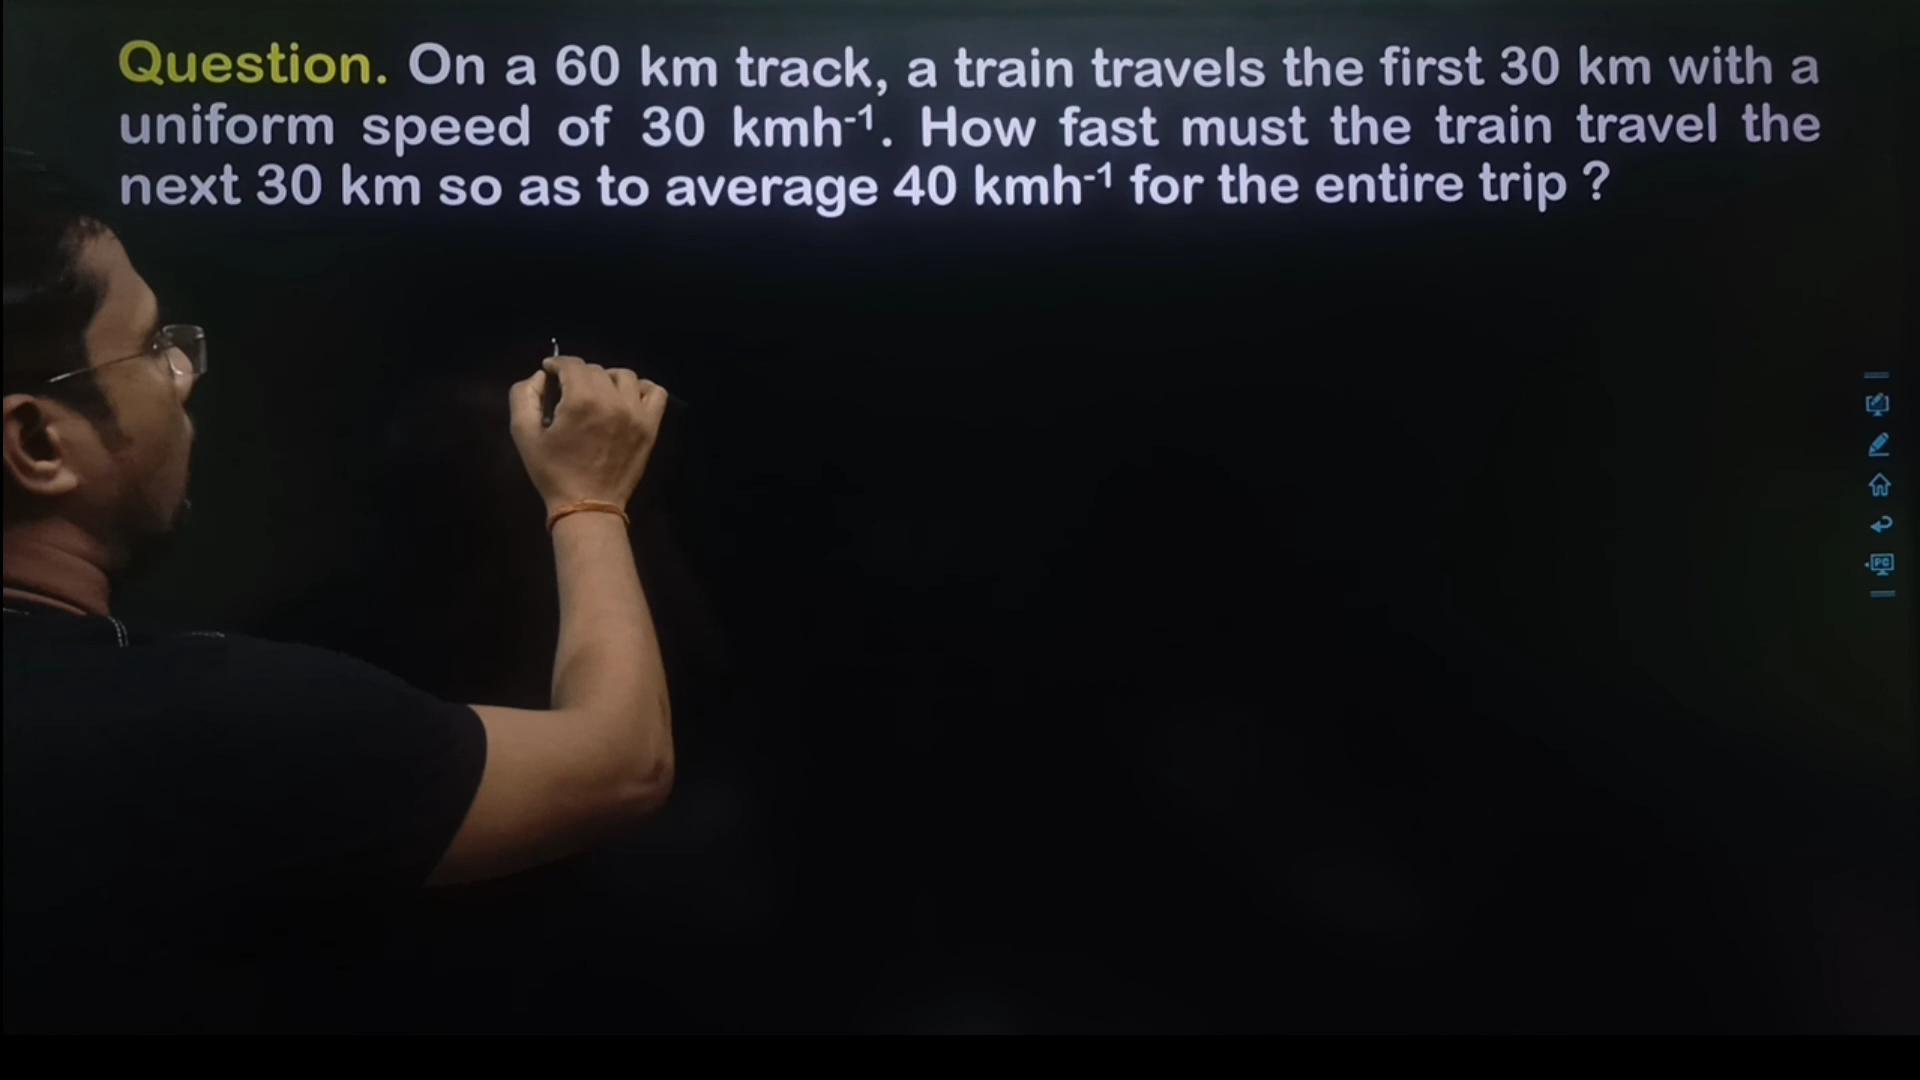 Question. On a 60 km track, a train travels the first 30 km with a
uniform speed of 30 kmh⁻¹. How fast must the train travel the
next 30 km so as to average 40 kmh⁻¹ for the entire trip ?
PC